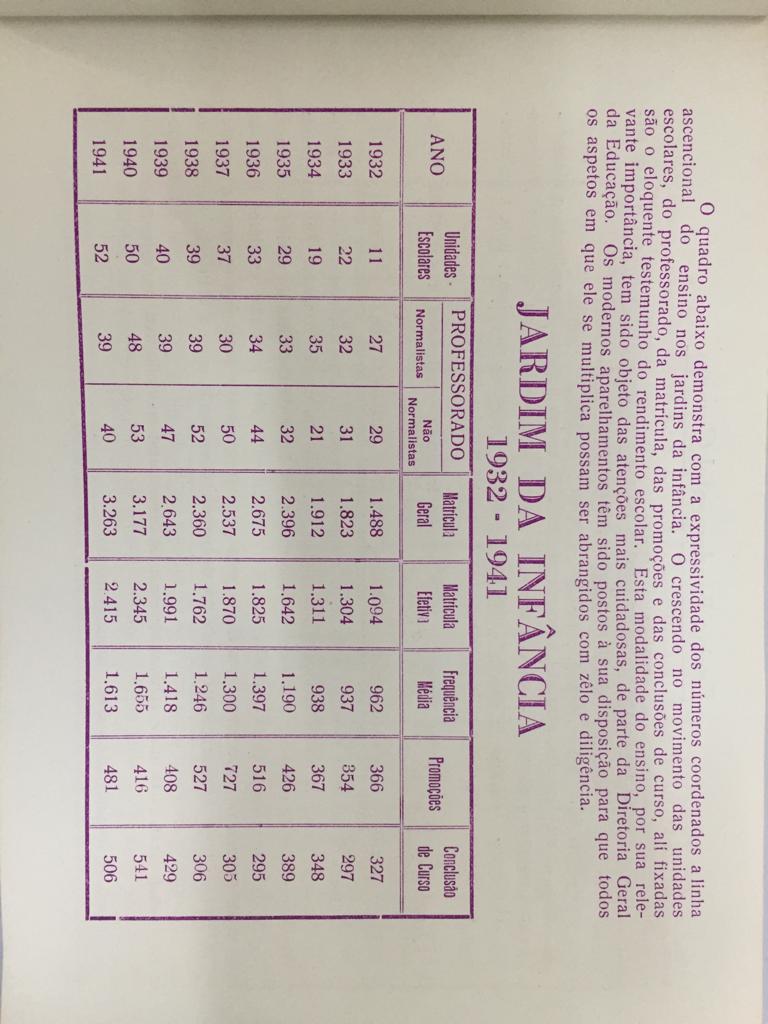 O quadro abaixo demonstra com a expressividade dos números coordenados a linha
ascencional do ensino nos jardins da infância. O crescendo no movimento das unidades
escolares, do professorado, da matrícula, das promoções e das conclusões de curso, ali fixadas
são o eloquente testemunho do rendimento escolar. Esta modalidade do ensino, por sua rele-
vante importância, tem sido objeto das atenções mais cuidadosas, de parte da Diretoria Geral
da Educação. Os modernos aparelhamentos têm sido postos à sua disposição para que todos
os aspetos em que ele se multiplica possam ser abrangidos com zêlo e diligência.
JARDIM DA INFÂNCIA
1932 - 1941
ANO Unidades - Escolares PROFESSORADO Normalistas Não Normalistas Matrícula Geral Matrícula Efetiva Frequência Média Promoções Conclusão de Curso
1932 11 27 29 1.488 1.094 962 366 327
1933 22 32 31 1.823 1.304 937 354 297
1934 19 35 21 1.912 1.311 938 367 348
1935 29 33 32 2.396 1.642 1.190 426 389
1936 33 34 44 2.675 1.825 1.397 516 295
1937 37 30 50 2.537 1.870 1.300 727 305
1938 39 39 52 2.360 1.762 1.246 527 306
1939 40 39 47 2.643 1.991 1.418 408 429
1940 50 48 53 3.177 2.345 1.655 416 541
1941 52 39 40 3.263 2.415 1.613 481 506